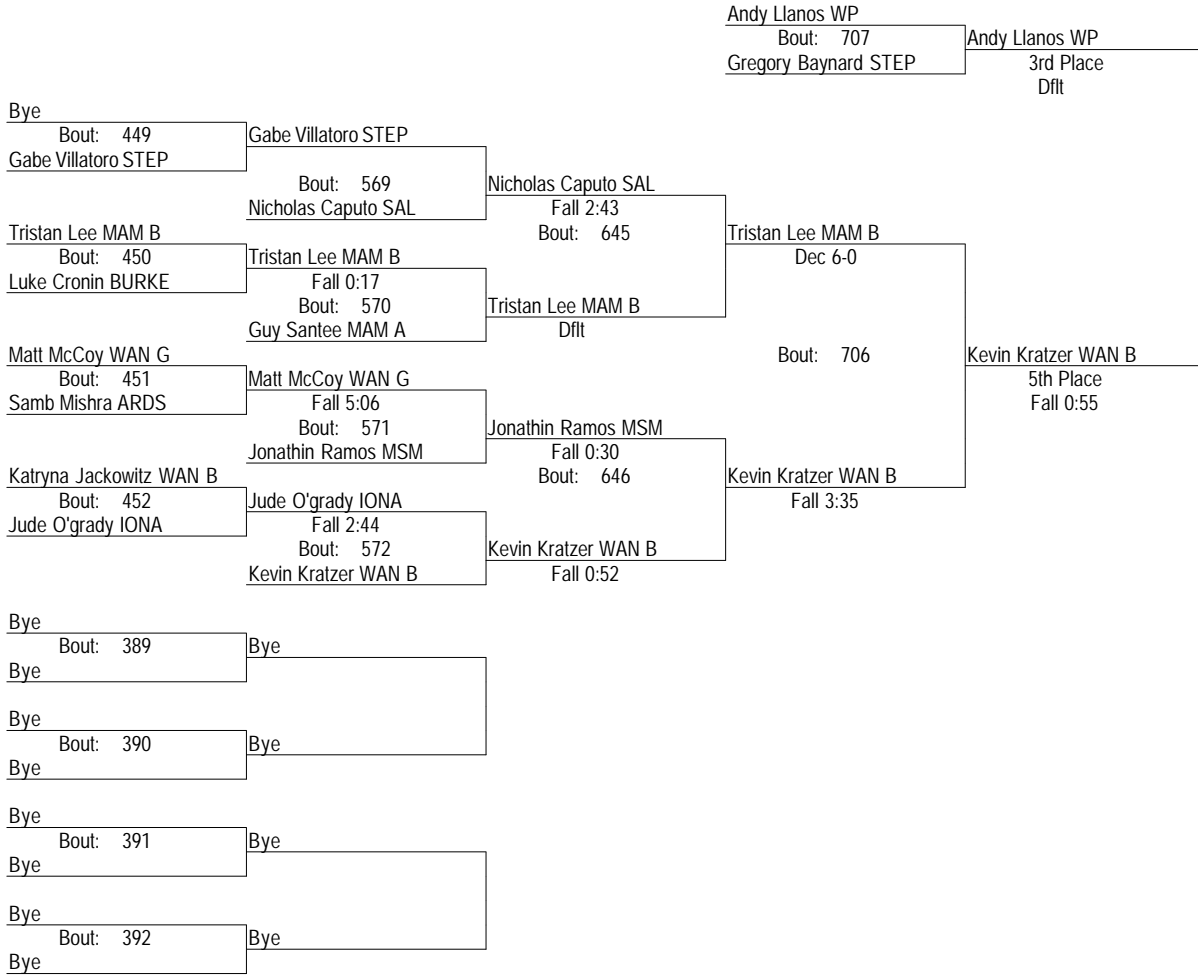 Andy Llanos WP
Bout: 707
Gregory Baynard STEP
Andy Llanos WP
3rd Place
Dflt
Bye
Bout: 449
Gabe Villatoro STEP
Gabe Villatoro STEP
Bout: 569
Nicholas Caputo SAL
Nicholas Caputo SAL
Fall 2:43
Bout: 645
Tristan Lee MAM B
Bout: 450
Luke Cronin BURKE
Tristan Lee MAM B
Fall 0:17
Bout: 570
Guy Santee MAM A
Tristan Lee MAM B
Dflt
Tristan Lee MAM B
Dec 6-0
Bout: 706
Kevin Kratzer WAN B
5th Place
Fall 0:55
Matt McCoy WAN G
Bout: 451
Samb Mishra ARDS
Matt McCoy WAN G
Fall 5:06
Bout: 571
Jonathin Ramos MSM
Jonathin Ramos MSM
Fall 0:30
Bout: 646
Katryna Jackowitz WAN B
Bout: 452
Jude O'grady IONA
Jude O'grady IONA
Fall 2:44
Bout: 572
Kevin Kratzer WAN B
Kevin Kratzer WAN B
Fall 0:52
Kevin Kratzer WAN B
Fall 3:35
Bye
Bout: 389
Bye
Bye
Bye
Bout: 390
Bye
Bye
Bye
Bout: 391
Bye
Bye
Bye
Bout: 392
Bye
Bye